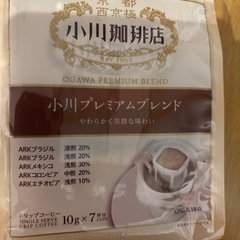 京都
西京極
小川珈琲店
EST. 1952
OGAWA PREMIUM BLEND
小川プレミアムブレンド
やわらかく芳醇な味わい
ARKブラジル 深煎 20%
ARKブラジル 浅煎 20%
ARKメキシコ 浅煎 30%
ARKコロンビア 中煎 20%
ARKエチオピア 浅煎 10%
ドリップコーヒー
SINGLE SERVE
DRIP COFFEE
10g×7杯分
CUPS
OGAWA